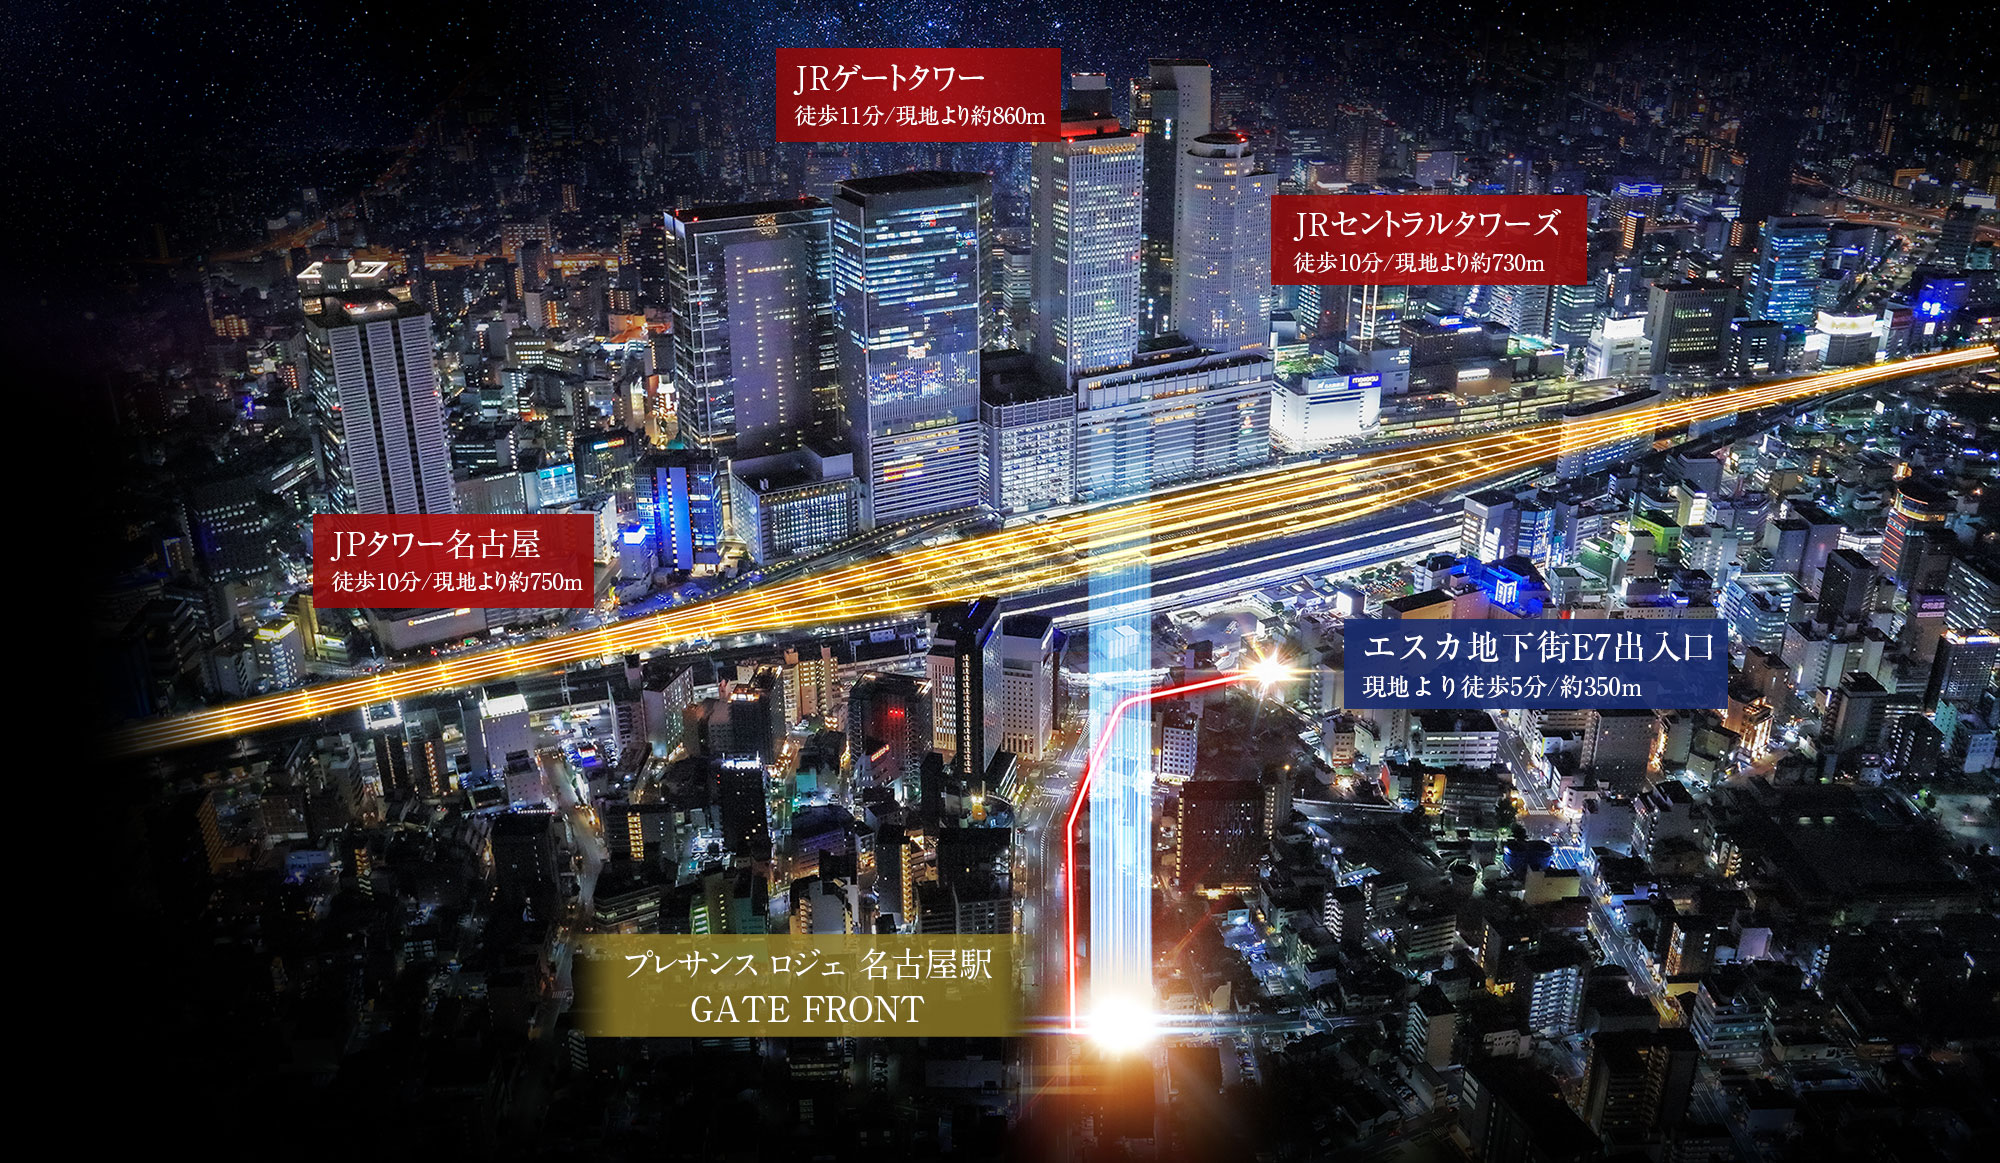 JRゲートタワー
徒歩11分/現地より約860m
JRセントラルタワーズ
徒歩10分/現地より約730m
JPタワー名古屋
徒歩10分/現地より約750m
エスカ地下街E7出入口
現地より徒歩5分/約350m
プレサンス ロジェ 名古屋駅
GATE FRONT